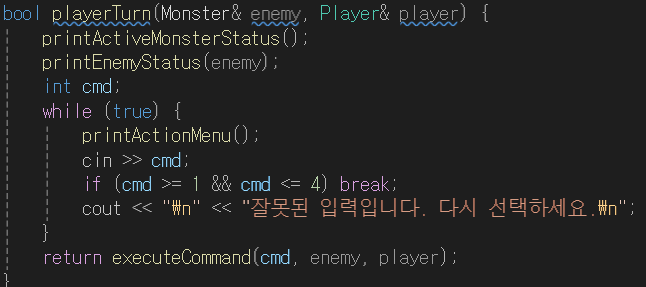 bool playerTurn(Monster& enemy, Player& player) {
printActiveMonsterStatus();
printEnemyStatus(enemy);
int cmd;
while (true) {
printActionMenu();
cin >> cmd;
if (cmd >= 1 && cmd <= 4) break;
cout << "₩n" << "잘못된 입력입니다. 다시 선택하세요.₩n";
}
return executeCommand(cmd, enemy, player);
}